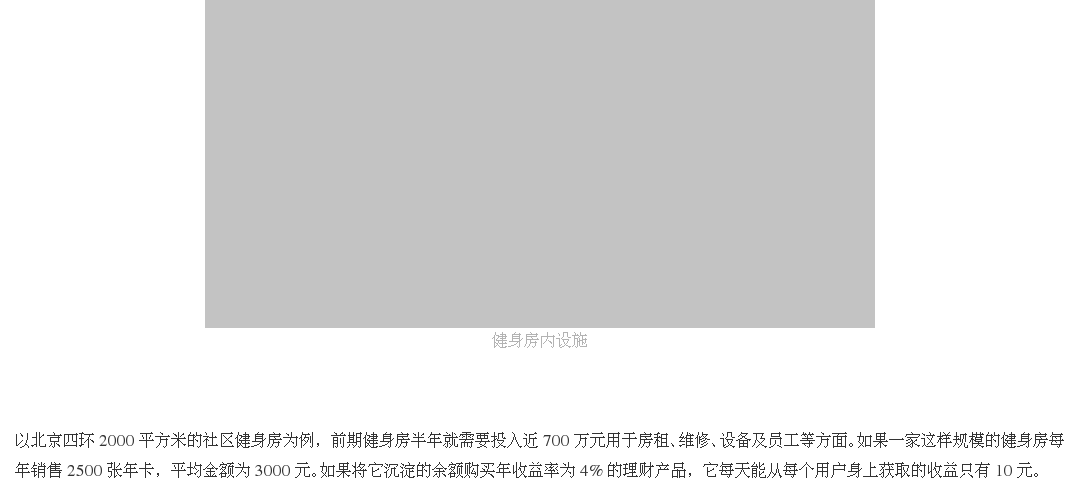 健身房内设施
以北京四环 2000 平方米的社区健身房为例，前期健身房半年就需要投入近 700 万元用于房租、维修、设备及员工等方面。如果一家这样规模的健身房每
年销售 2500 张年卡，平均金额为 3000 元。如果将它沉淀的余额购买年收益率为 4% 的理财产品，它每天能从每个用户身上获取的收益只有 10 元。